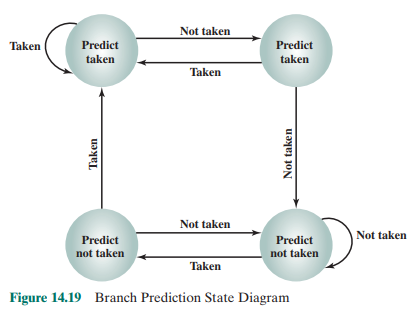 Not taken
Taken
Predict
taken
Predict
taken
Taken
Taken
Not taken
Not taken
Predict
not taken
Predict
not taken
Not taken
Taken
Figure 14.19 Branch Prediction State Diagram